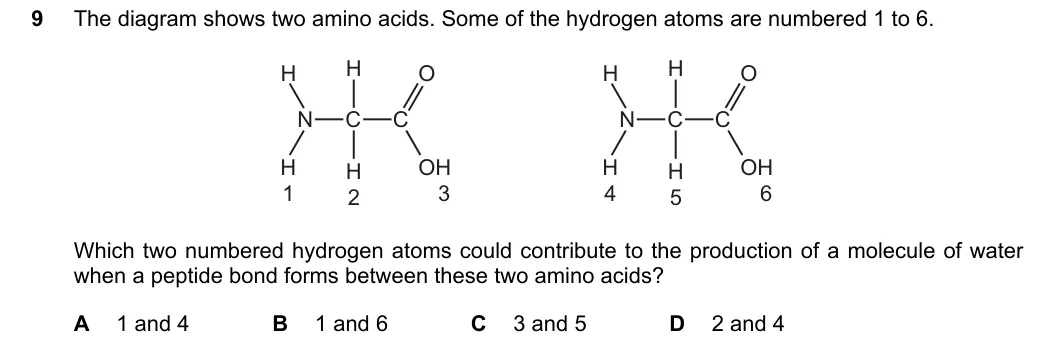 9 The diagram shows two amino acids. Some of the hydrogen atoms are numbered 1 to 6.
H H O H H O
N C C N C C
H H OH H H OH
1 2 3 4 5 6
Which two numbered hydrogen atoms could contribute to the production of a molecule of water
when a peptide bond forms between these two amino acids?
A 1 and 4 B 1 and 6 C 3 and 5 D 2 and 4